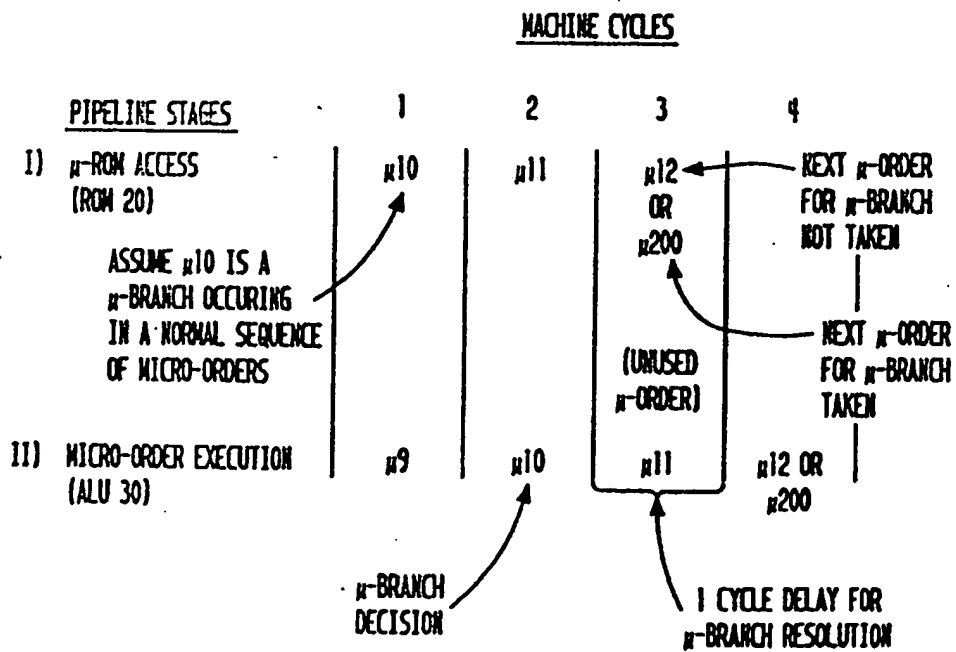 MACHINE CYCLES
PIPELINE STAGES 1 2 3 4
I) μ-ROM ACCESS
(ROM 20)
μ10 μ11 μ12
OR
μ200
NEXT μ-ORDER
FOR μ-BRANCH
NOT TAKEN
ASSUME μ10 IS A
μ-BRANCH OCCURING
IN A NORMAL SEQUENCE
OF MICRO-ORDERS
NEXT μ-ORDER
FOR μ-BRANCH
TAKEN
(UNUSED
μ-ORDER)
II) MICRO-ORDER EXECUTION
(ALU 30)
μ9 μ10 μ11 μ12 OR
μ200
μ-BRANCH
DECISION
1 CYCLE DELAY FOR
μ-BRANCH RESOLUTION